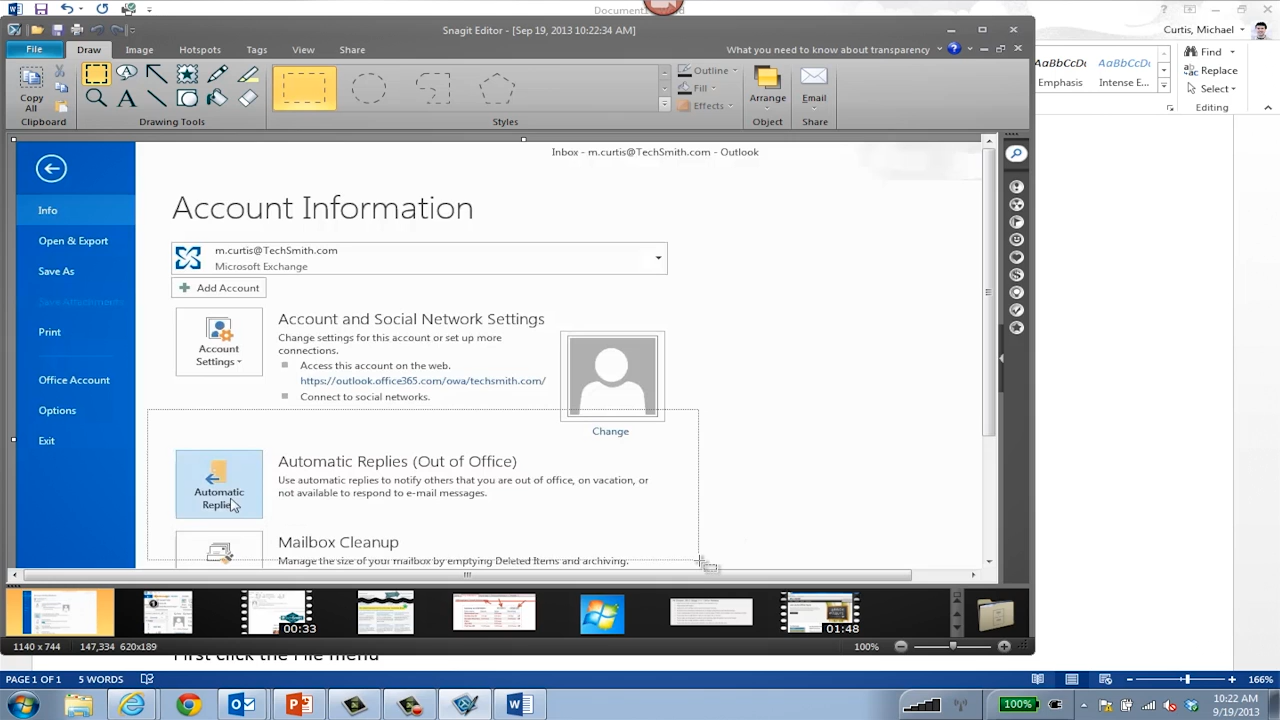 Snagit Editor - [Sep 19, 2013 10:22:34 AM]
Curtis, Michael
File Draw Image Hotspots Tags View Share What you need to know about transparency
Copy
All
Clipboard
Drawing Tools
Styles
Outline
Fill
Effects
Arrange
Object
Email
Share
AaBbCcDc AaBbCcDc
Emphasis Intense E...
Find
Replace
Select
Editing
Inbox - m.curtis@TechSmith.com - Outlook
Info
Open & Export
Save As
Save Attachments
Print
Office Account
Options
Exit
Account Information
m.curtis@TechSmith.com
Microsoft Exchange
Add Account
Account
Settings
Account and Social Network Settings
Change settings for this account or set up more
connections.
Access this account on the web.
https://outlook.office365.com/owa/techsmith.com/
Connect to social networks.
Change
Automatic
Replies
Automatic Replies (Out of Office)
Use automatic replies to notify others that you are out of office, on vacation, or
not available to respond to e-mail messages.
Mailbox Cleanup
Manage the size of your mailbox by emptying Deleted Items and archiving.
00:33
01:48
1140 x 744 147,334 620x189 100%
First click the File menu
PAGE 1 OF 1 5 WORDS 166%
100%
10:22 AM
9/19/2013